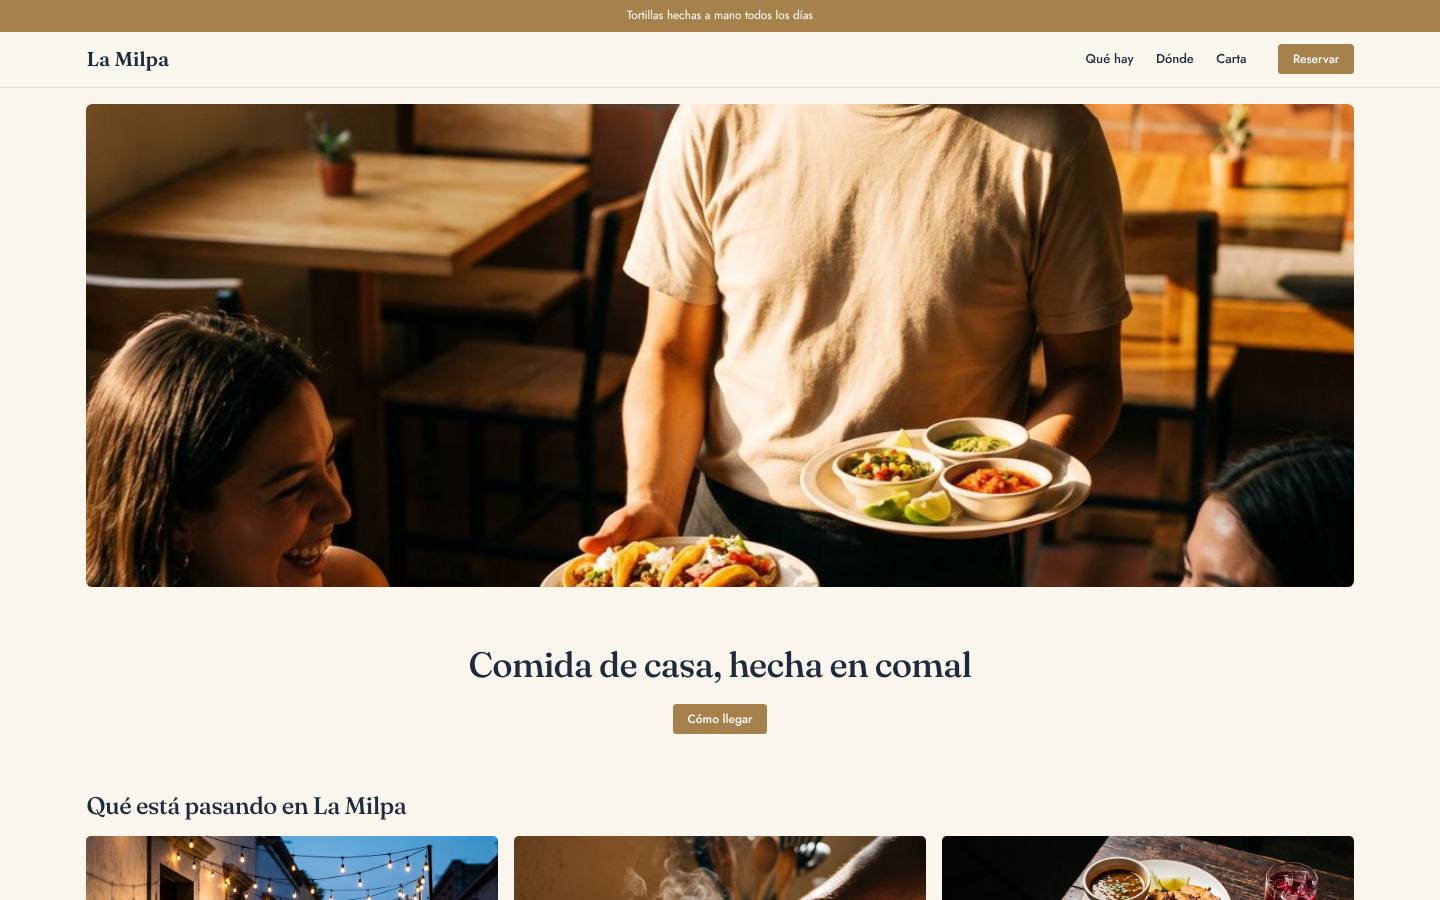 Tortillas hechas a mano todos los días
La Milpa
Qué hay
Dónde
Carta
Reservar
Comida de casa, hecha en comal
Cómo llegar
Qué está pasando en La Milpa